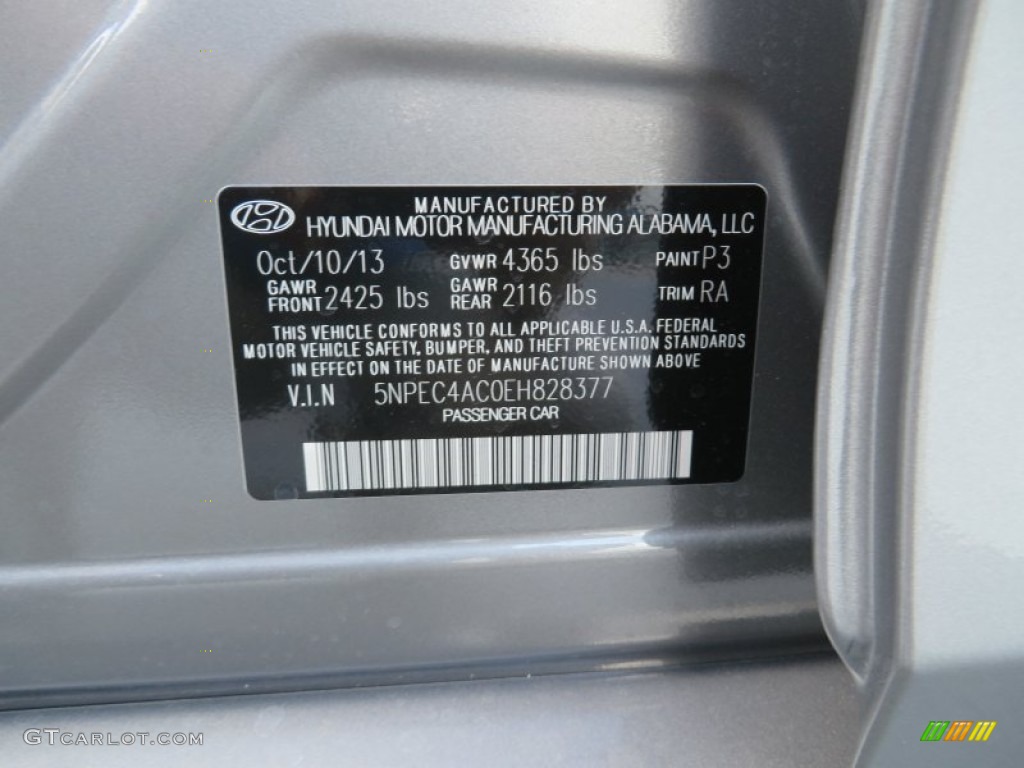 MANUFACTURED BY
HYUNDAI MOTOR MANUFACTURING ALABAMA, LLC
Oct/10/13 GVWR 4365 lbs PAINT P3
GAWR FRONT 2425 lbs GAWR REAR 2116 lbs TRIM RA
THIS VEHICLE CONFORMS TO ALL APPLICABLE U.S.A. FEDERAL
MOTOR VEHICLE SAFETY, BUMPER, AND THEFT PREVENTION STANDARDS
IN EFFECT ON THE DATE OF MANUFACTURE SHOWN ABOVE
V.I.N 5NPEC4AC0EH828377
PASSENGER CAR
GTCARLOT.COM